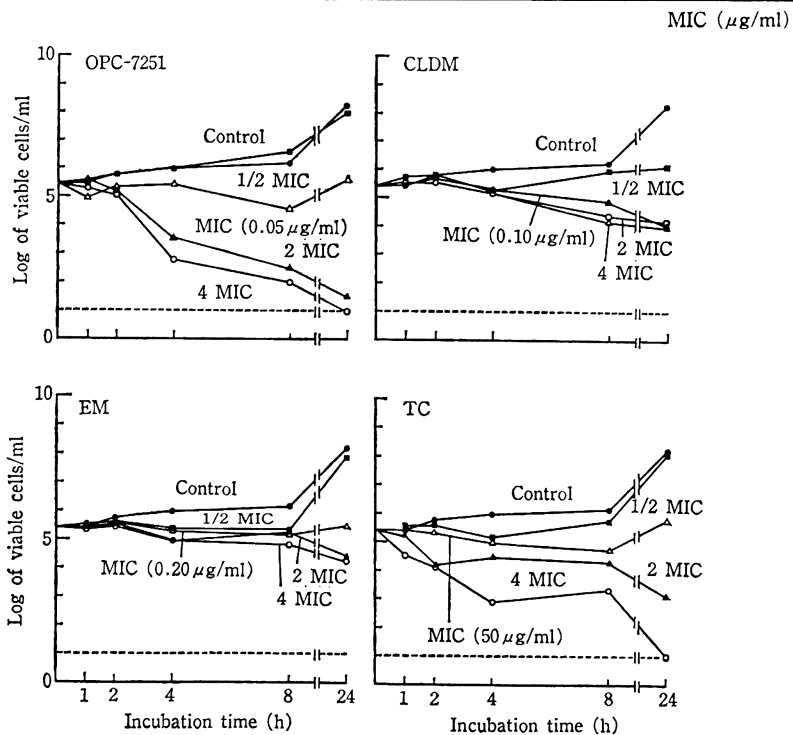 MIC (μg/ml)
10
OPC-7251
Control
1/2 MIC
5
MIC (0.05 μg/ml)
2 MIC
4 MIC
0
Log of viable cells/ml
CLDM
Control
1/2 MIC
MIC (0.10 μg/ml)
2 MIC
4 MIC
10
EM
Control
1/2 MIC
5
MIC (0.20 μg/ml)
2 MIC
4 MIC
0
Log of viable cells/ml
1 2 4 8 24
Incubation time (h)
TC
Control
1/2 MIC
4 MIC
2 MIC
MIC (50 μg/ml)
1 2 4 8 24
Incubation time (h)